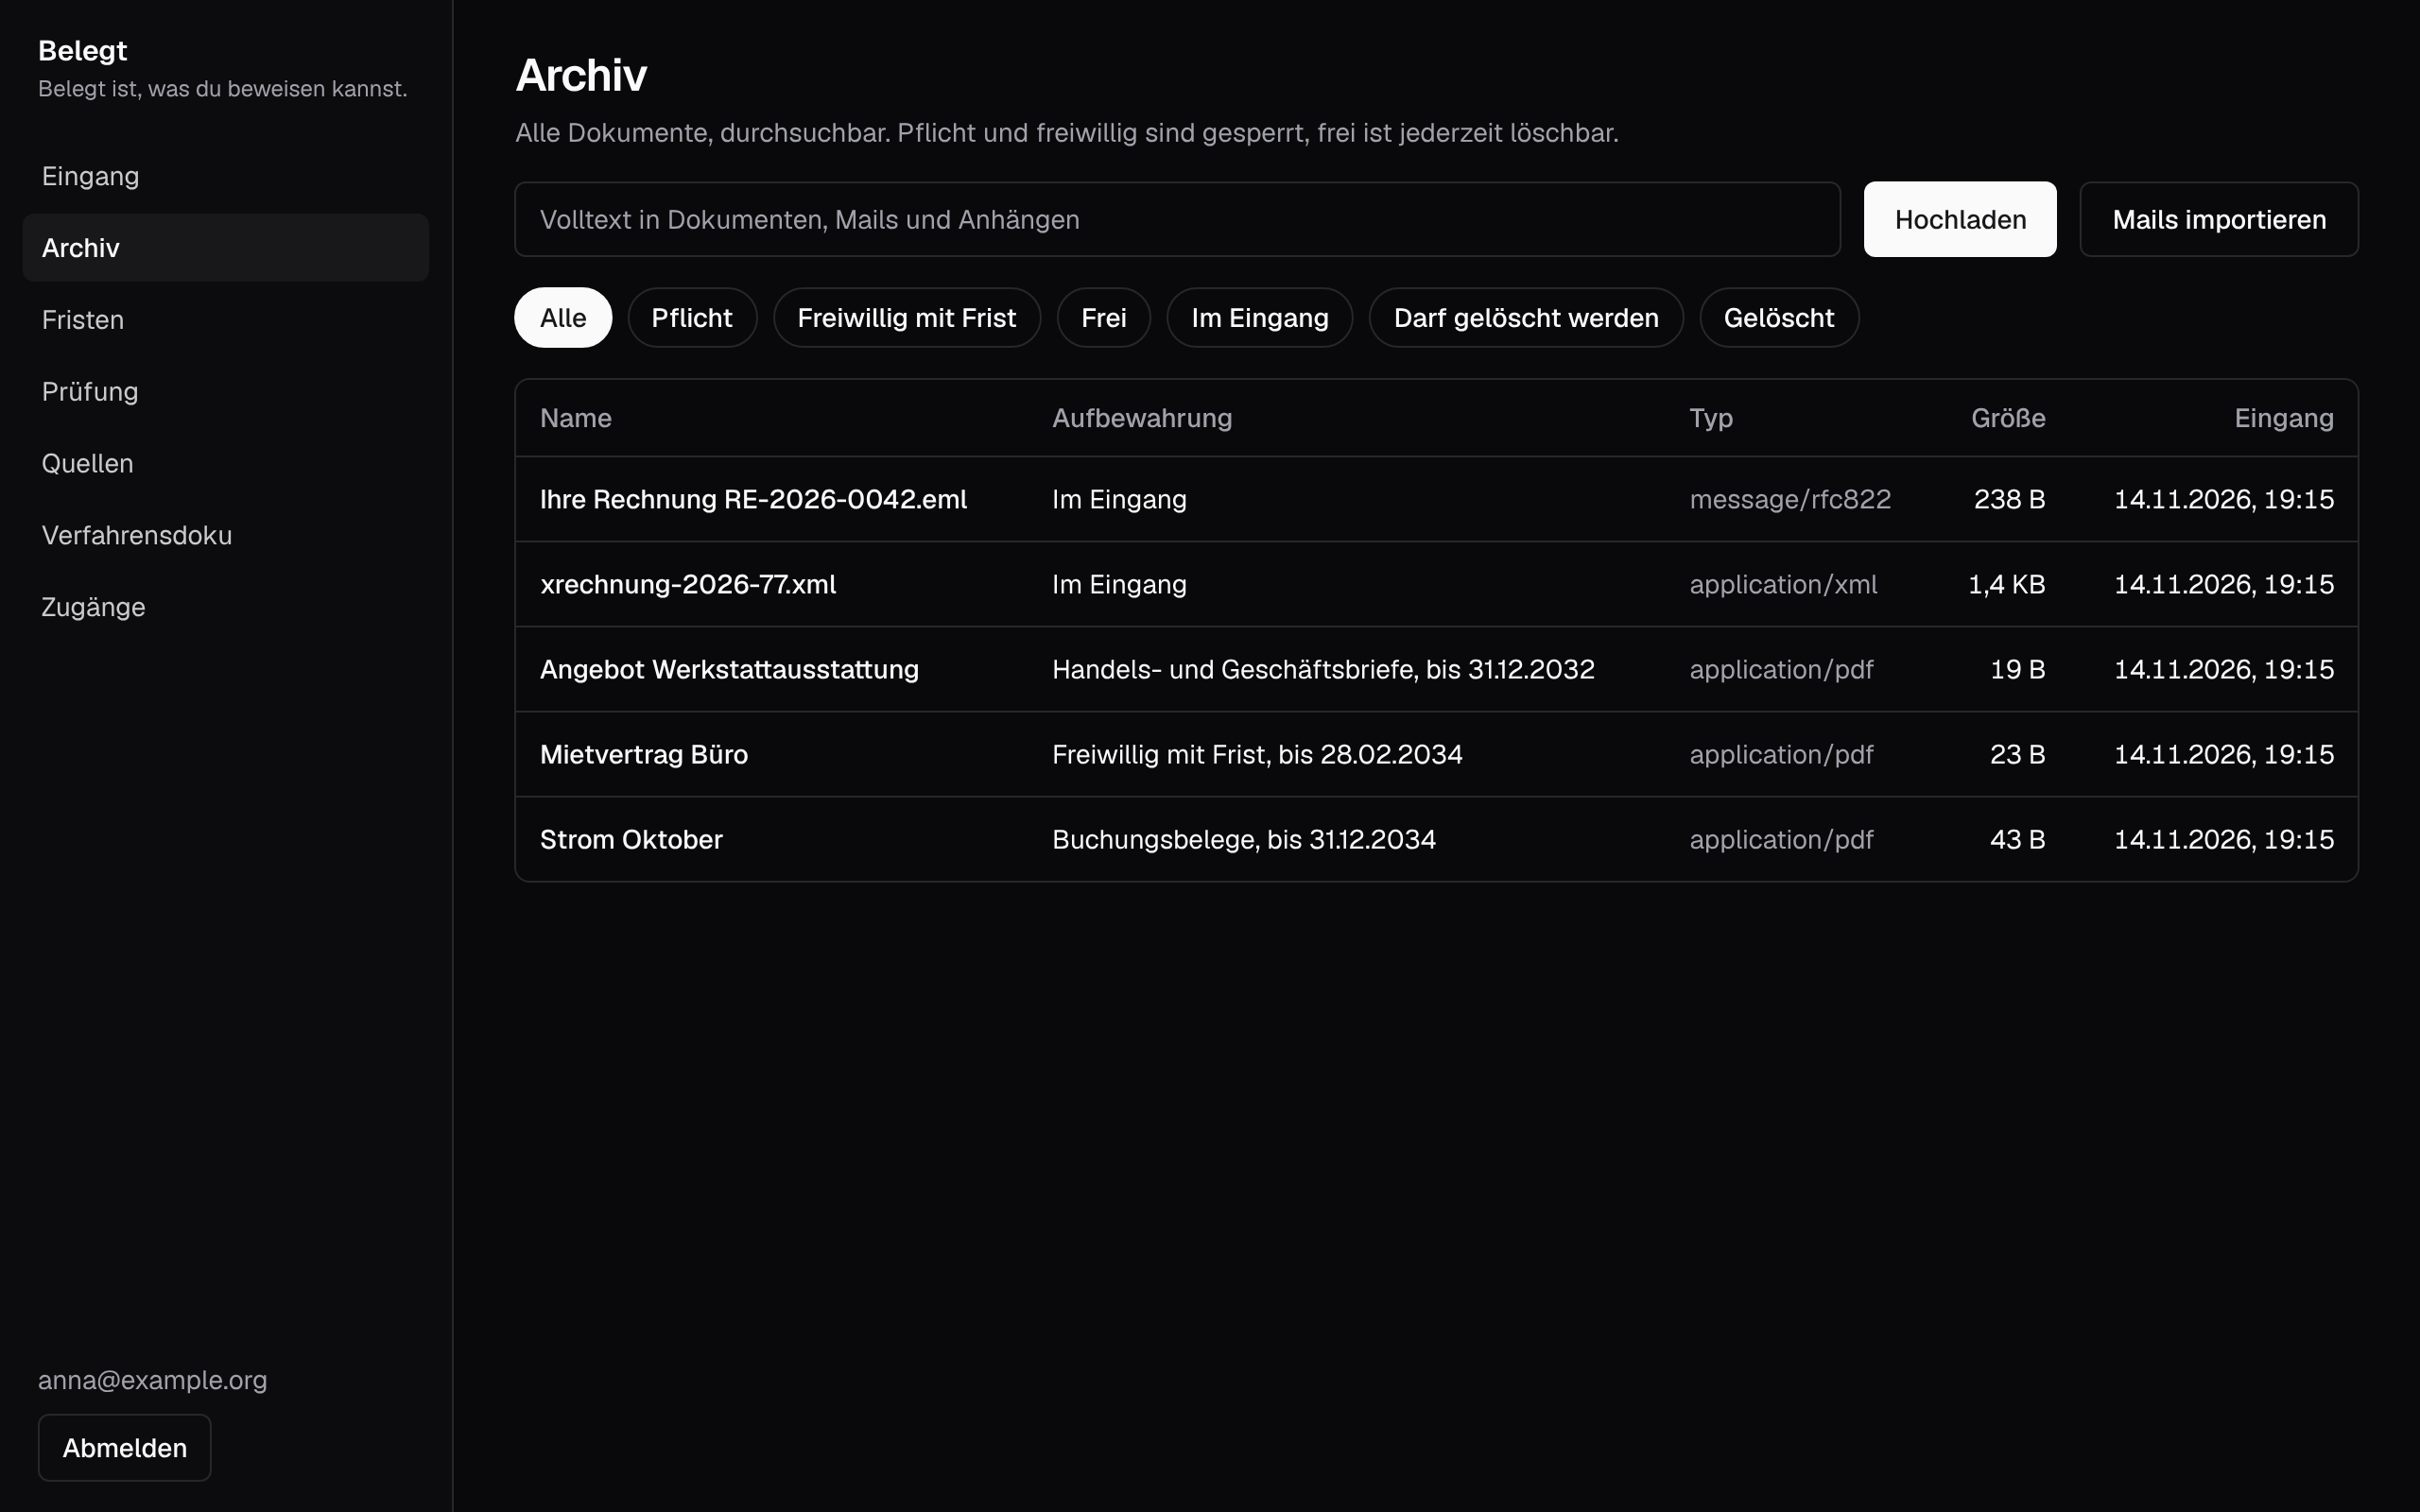 Belegt
Belegt ist, was du beweisen kannst.
Eingang
Archiv
Fristen
Prüfung
Quellen
Verfahrensdoku
Zugänge
anna@example.org
Abmelden
Archiv
Alle Dokumente, durchsuchbar. Pflicht und freiwillig sind gesperrt, frei ist jederzeit löschbar.
Volltext in Dokumenten, Mails und Anhängen Hochladen Mails importieren
Alle Pflicht Freiwillig mit Frist Frei Im Eingang Darf gelöscht werden Gelöscht
Name Aufbewahrung Typ Größe Eingang
Ihre Rechnung RE-2026-0042.eml Im Eingang message/rfc822 238 B 14.11.2026, 19:15
xrechnung-2026-77.xml Im Eingang application/xml 1,4 KB 14.11.2026, 19:15
Angebot Werkstattausstattung Handels- und Geschäftsbriefe, bis 31.12.2032 application/pdf 19 B 14.11.2026, 19:15
Mietvertrag Büro Freiwillig mit Frist, bis 28.02.2034 application/pdf 23 B 14.11.2026, 19:15
Strom Oktober Buchungsbelege, bis 31.12.2034 application/pdf 43 B 14.11.2026, 19:15